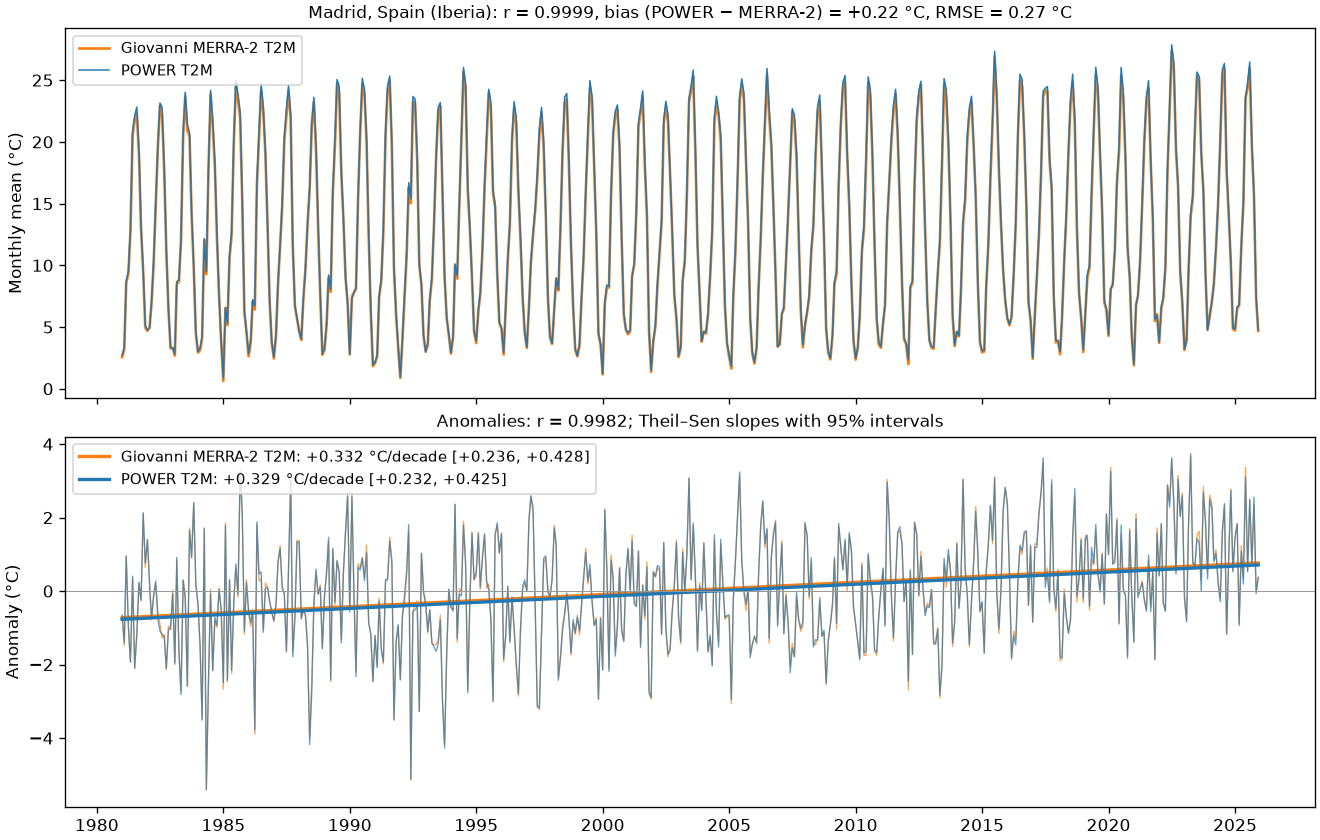 Madrid, Spain (Iberia): r = 0.9999, bias (POWER − MERRA-2) = +0.22 °C, RMSE = 0.27 °C
Giovanni MERRA-2 T2M
POWER T2M
Monthly mean (°C)
25
20
15
10
5
0
Anomalies: r = 0.9982; Theil–Sen slopes with 95% intervals
Giovanni MERRA-2 T2M: +0.332 °C/decade [+0.236, +0.428]
POWER T2M: +0.329 °C/decade [+0.232, +0.425]
Anomaly (°C)
4
2
0
−2
−4
1980 1985 1990 1995 2000 2005 2010 2015 2020 2025